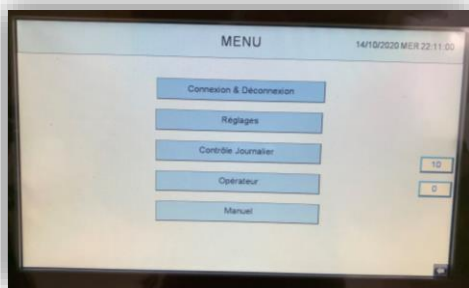 MENU
14/10/2020 MER 22:11:00
Connexion & Déconnexion
Réglages
Contrôle Journalier
10
Opérateur
0
Manuel